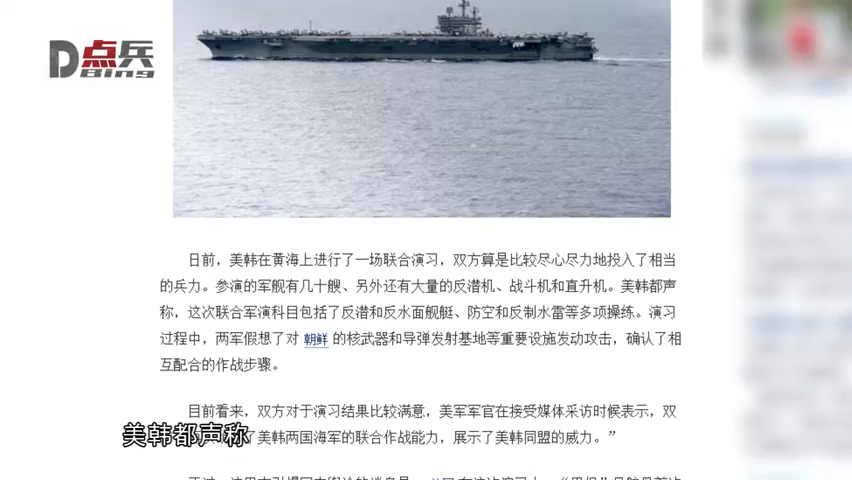 D点兵
Bing
日前，美韩在黄海上进行了一场联合演习，双方算是比较尽心尽力地投入了相当
的兵力。参演的军舰有几十艘、另外还有大量的反潜机、战斗机和直升机。美韩都声
称，这次联合军演科目包括了反潜和反水面舰艇、防空和反制水雷等多项操练。演习
过程中，两军假想了对 朝鲜 的核武器和导弹发射基地等重要设施发动攻击，确认了相
互配合的作战步骤。
目前看来，双方对于演习结果比较满意，美军军官在接受媒体采访时候表示，双
了美韩两国海军的联合作战能力，展示了美韩同盟的威力。”
美韩都声称